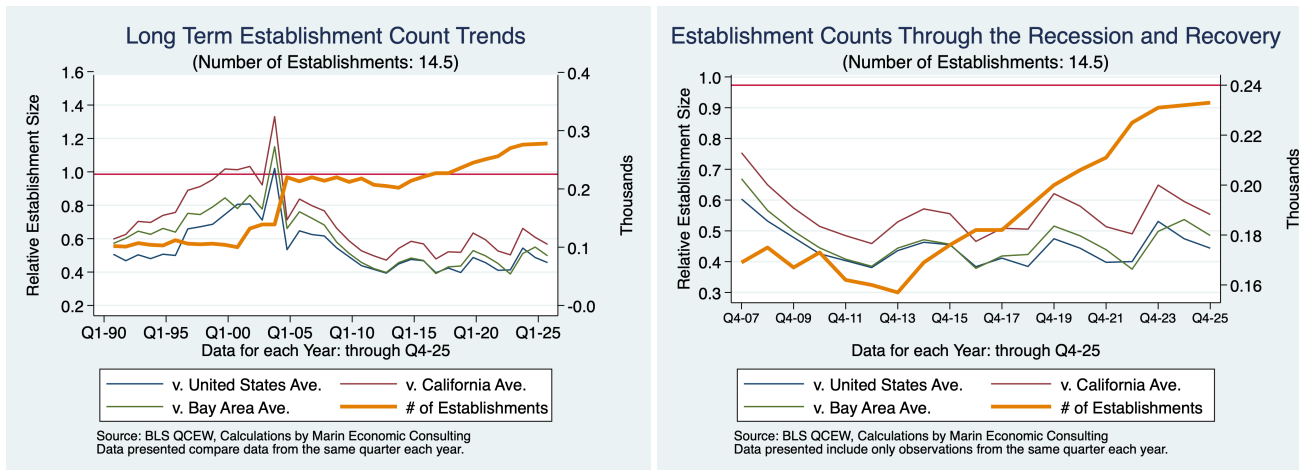 Long Term Establishment Count Trends
(Number of Establishments: 14.5)
Relative Establishment Size
1.6
1.4
1.2
1.0
0.8
0.6
0.4
0.2
0.4
0.3
0.2
0.1
-0.0
Thousands
Q1-90 Q1-95 Q1-00 Q1-05 Q1-10 Q1-15 Q1-20 Q1-25
Data for each Year: through Q4-25
v. United States Ave. v. California Ave.
v. Bay Area Ave. # of Establishments
Source: BLS QCEW, Calculations by Marin Economic Consulting
Data presented compare data from the same quarter each year.
Establishment Counts Through the Recession and Recovery
(Number of Establishments: 14.5)
Relative Establishment Size
1.0
0.9
0.8
0.7
0.6
0.5
0.4
0.3
0.24
0.22
0.20
0.18
0.16
Thousands
Q4-07 Q4-09 Q4-11 Q4-13 Q4-15 Q4-17 Q4-19 Q4-21 Q4-23 Q4-25
Data for each Year: through Q4-25
v. United States Ave. v. California Ave.
v. Bay Area Ave. # of Establishments
Source: BLS QCEW, Calculations by Marin Economic Consulting
Data presented include only observations from the same quarter each year.